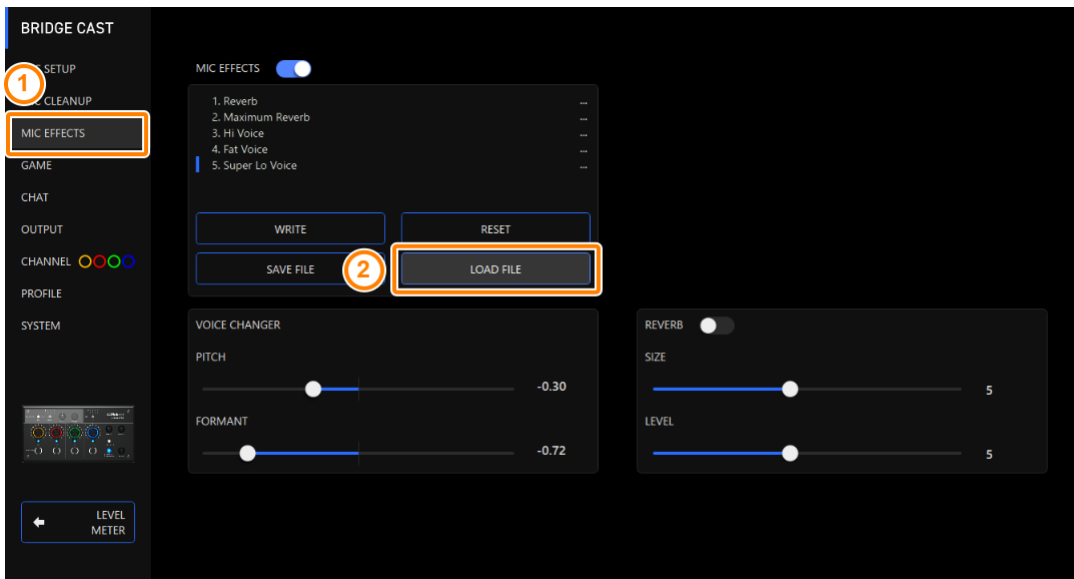 BRIDGE CAST
SETUP
1
CLEANUP
MIC EFFECTS
GAME
CHAT
OUTPUT
CHANNEL
PROFILE
SYSTEM
LEVEL
METER
MIC EFFECTS
1. Reverb ...
2. Maximum Reverb ...
3. Hi Voice ...
4. Fat Voice ...
5. Super Lo Voice ...
WRITE RESET
SAVE FILE 2 LOAD FILE
VOICE CHANGER
PITCH
-0.30
FORMANT
-0.72
REVERB
SIZE
5
LEVEL
5